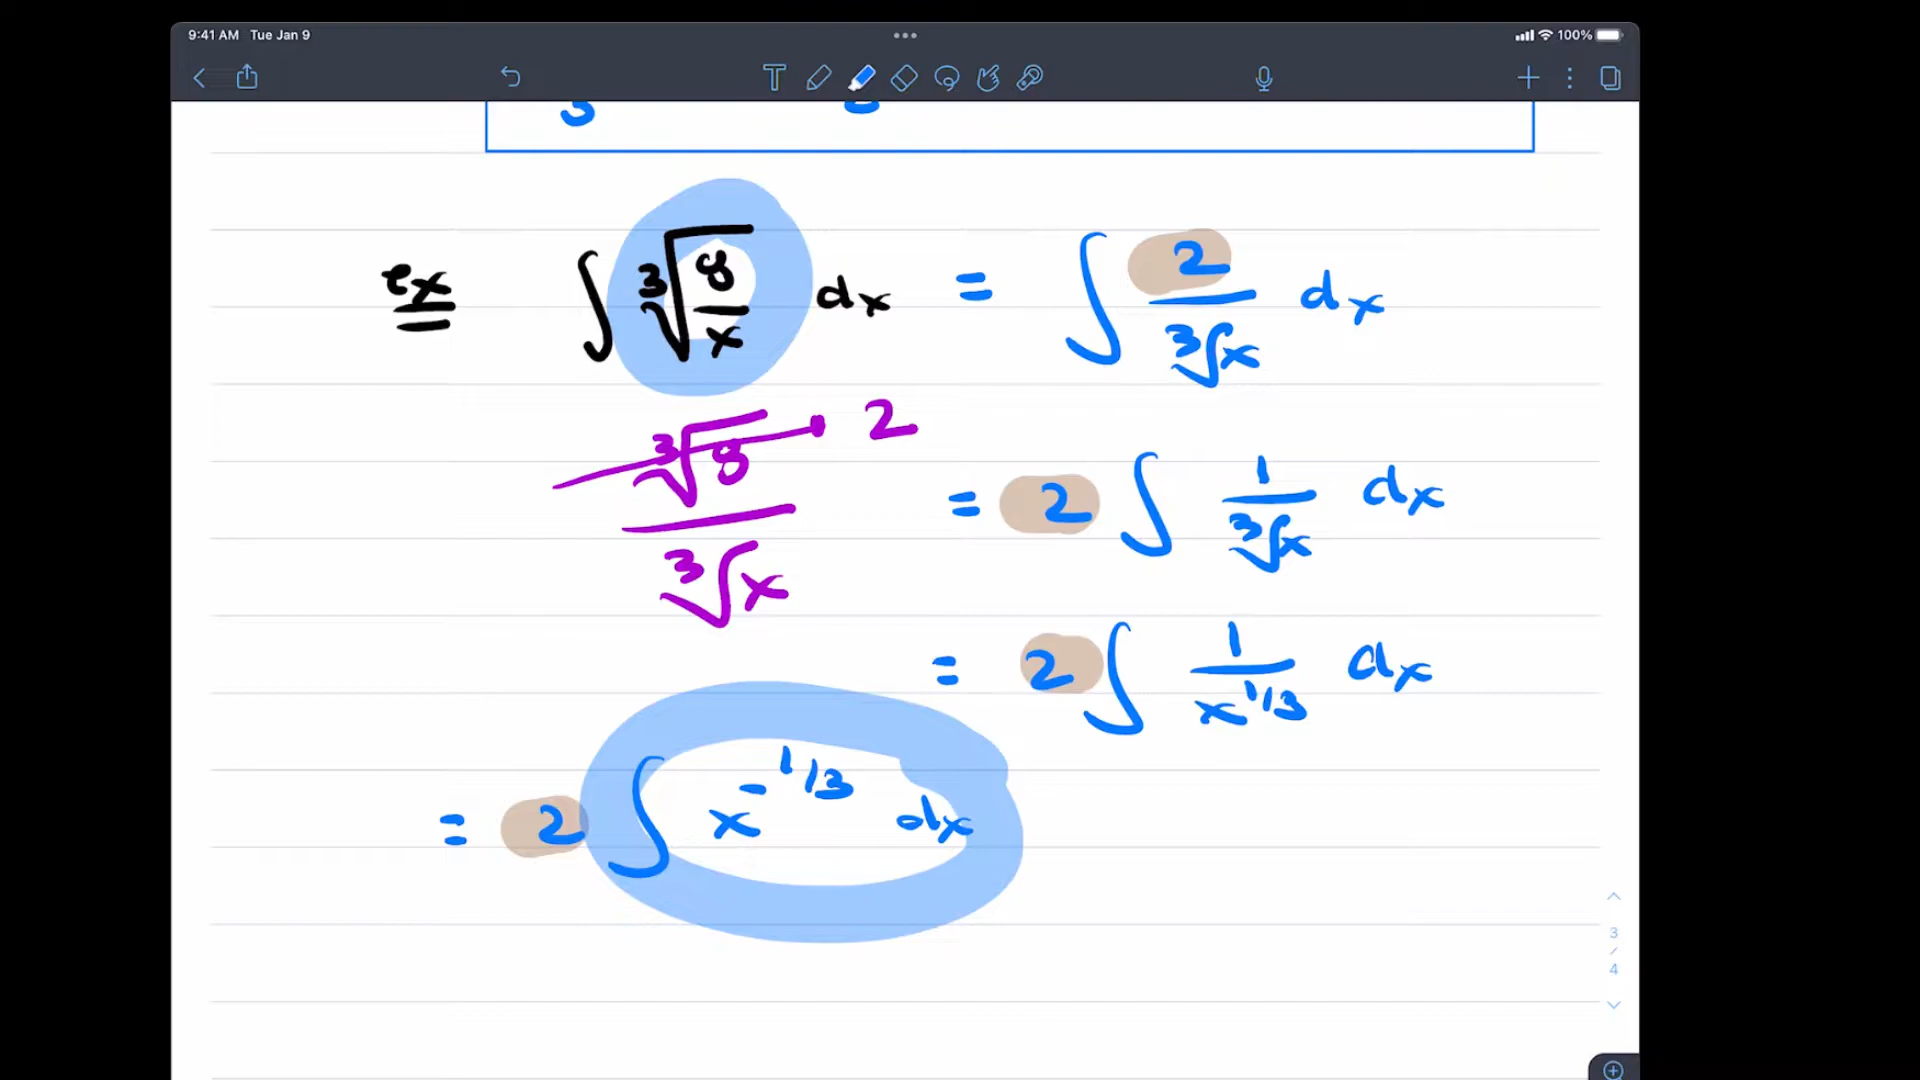 9:41 AM Tue Jan 9 100%
ex ∫ ∛(8/x) dx = ∫ 2/∛x dx
∛8 → 2
∛x
= 2 ∫ 1/∛x dx
= 2 ∫ 1/x^1/3 dx
= 2 ∫ x^-1/3 dx
3
/
4